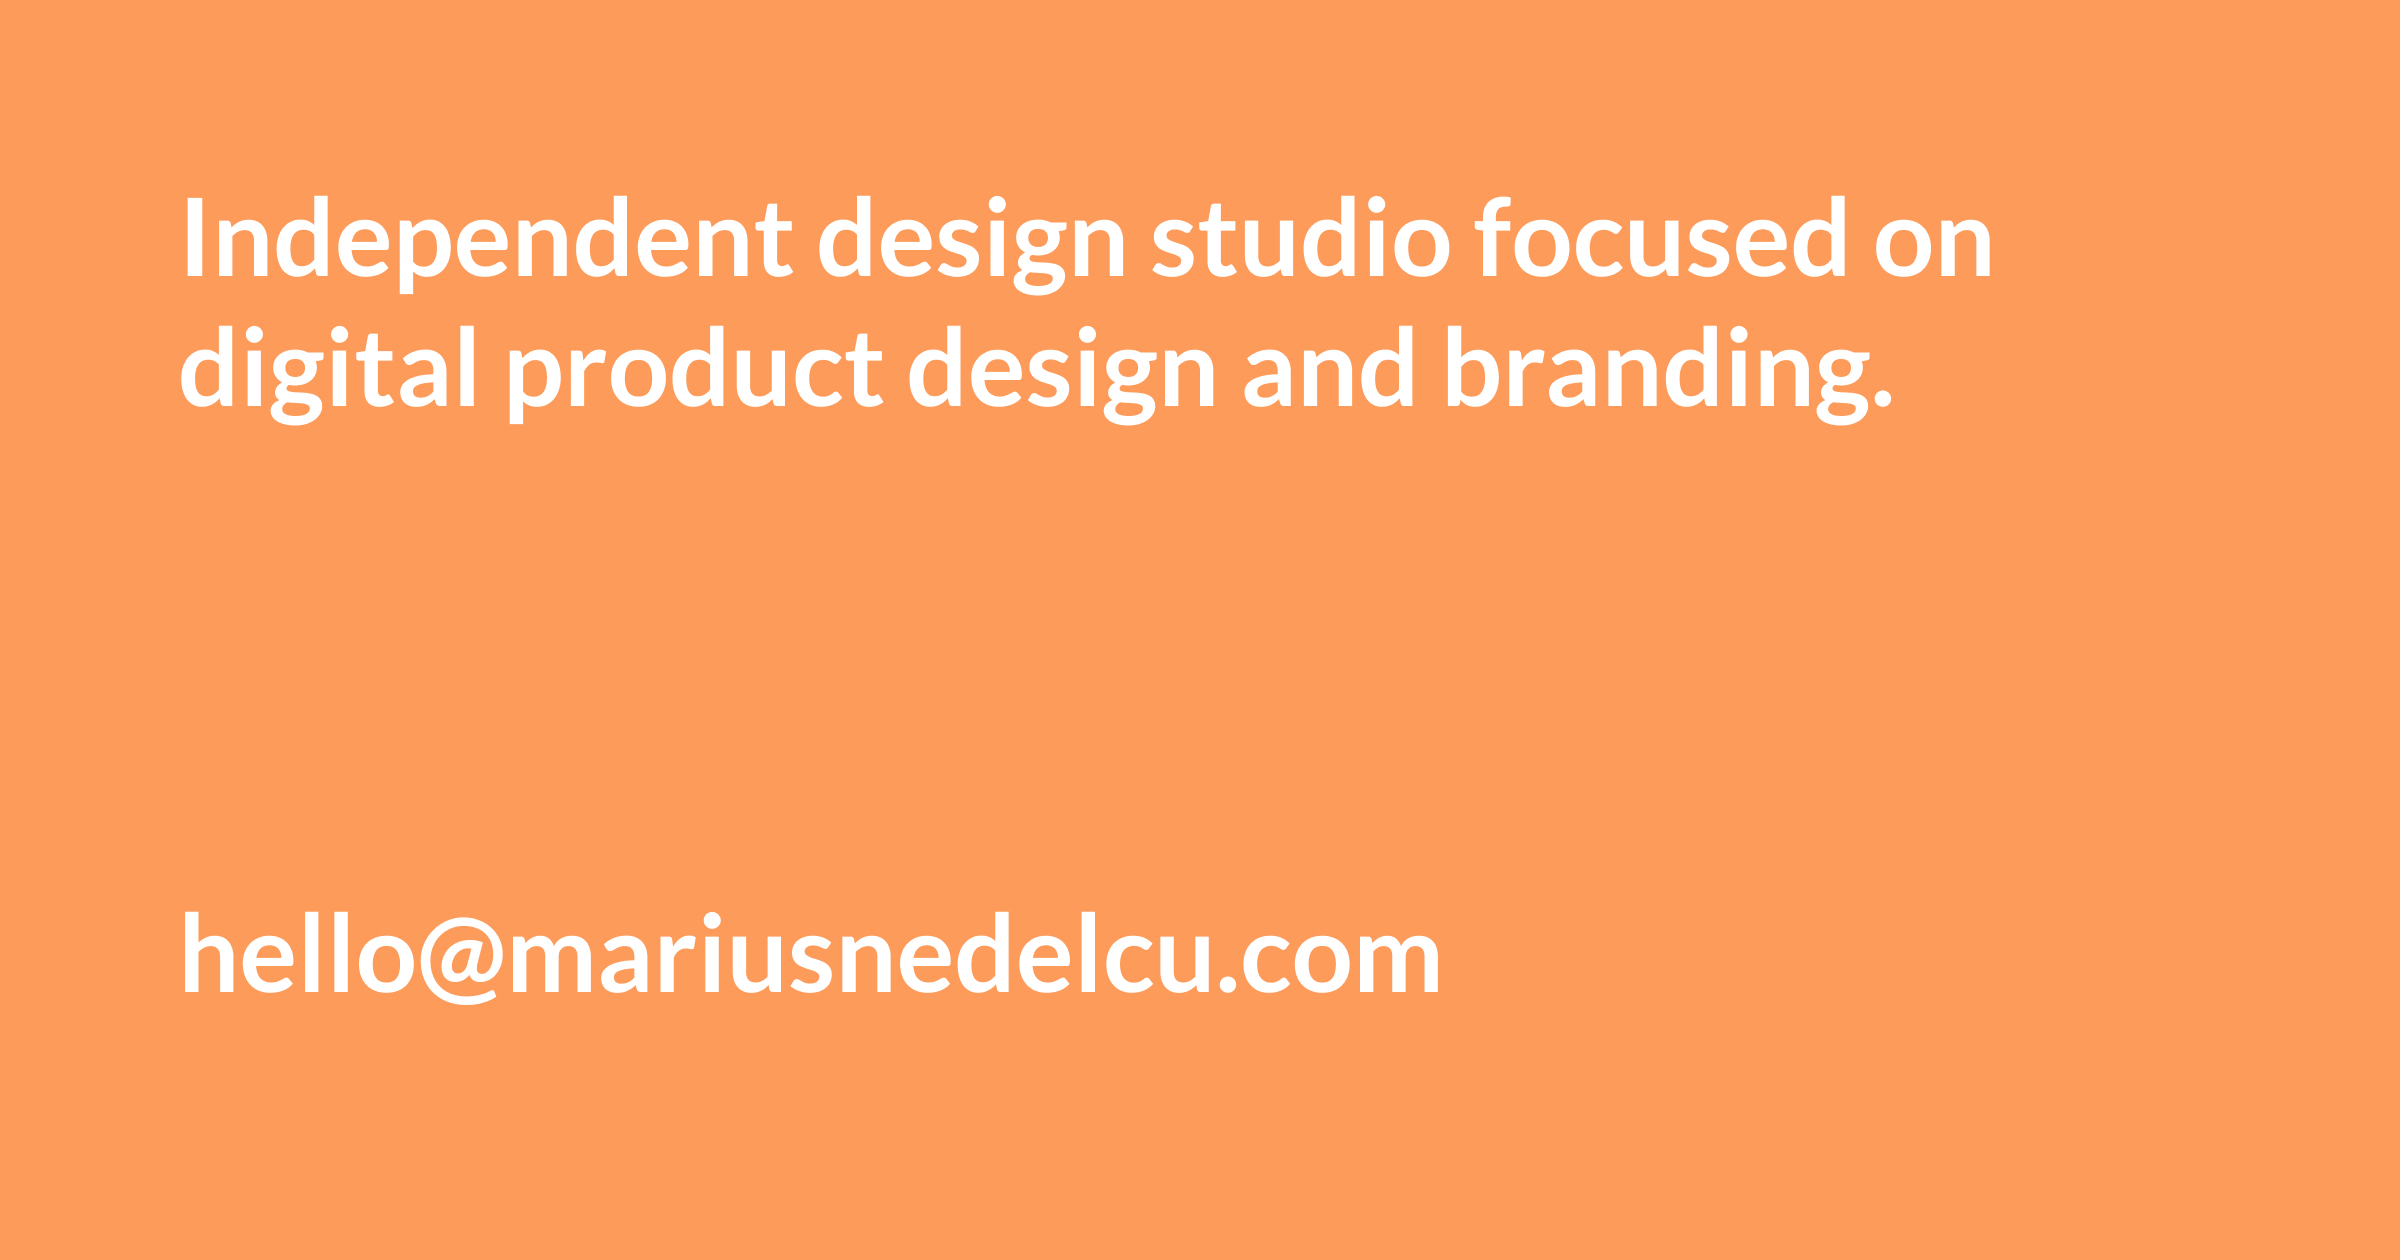 Independent design studio focused on
digital product design and branding.
hello@mariusnedelcu.com